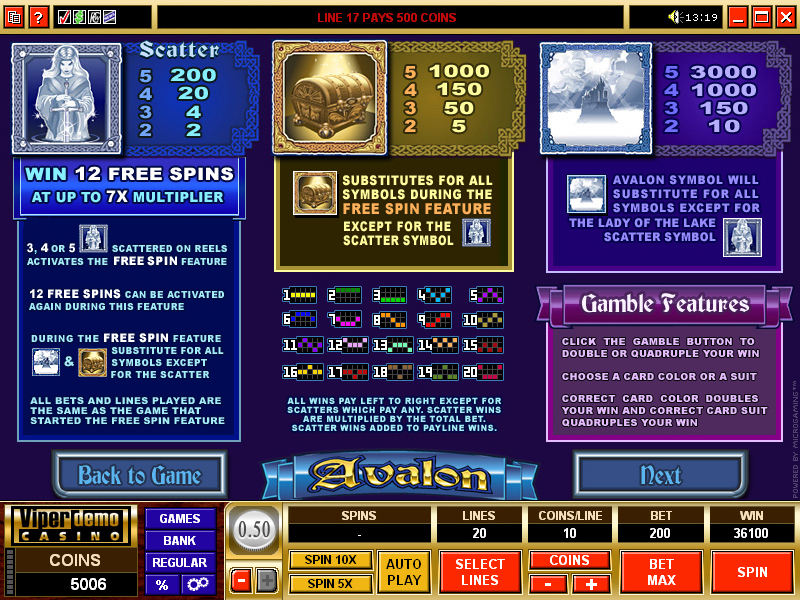 LINE 17 PAYS 500 COINS
13:19
Scatter
5 200
4 20
3 4
2 2
5 1000
4 150
3 50
2 5
5 3000
4 1000
3 150
2 10
WIN 12 FREE SPINS
AT UP TO 7X MULTIPLIER
3, 4 OR 5 SCATTERED ON REELS
ACTIVATES THE FREE SPIN FEATURE
12 FREE SPINS CAN BE ACTIVATED
AGAIN DURING THIS FEATURE
DURING THE FREE SPIN FEATURE
& SUBSTITUTE FOR ALL
SYMBOLS EXCEPT
FOR THE SCATTER
ALL BETS AND LINES PLAYED ARE
THE SAME AS THE GAME THAT
STARTED THE FREE SPIN FEATURE
SUBSTITUTES FOR ALL
SYMBOLS DURING THE
FREE SPIN FEATURE
EXCEPT FOR THE
SCATTER SYMBOL
AVALON SYMBOL WILL
SUBSTITUTE FOR ALL
SYMBOLS EXCEPT FOR
THE LADY OF THE LAKE
SCATTER SYMBOL
1 2 3 4 5
6 7 8 9 10
11 12 13 14 15
16 17 18 19 20
ALL WINS PAY LEFT TO RIGHT EXCEPT FOR
SCATTERS WHICH PAY ANY. SCATTER WINS
ARE MULTIPLIED BY THE TOTAL BET.
SCATTER WINS ADDED TO PAYLINE WINS.
Gamble Features
CLICK THE GAMBLE BUTTON TO
DOUBLE OR QUADRUPLE YOUR WIN
CHOOSE A CARD COLOR OR A SUIT
CORRECT CARD COLOR DOUBLES
YOUR WIN AND CORRECT CARD SUIT
QUADRUPLES YOUR WIN
POWERED BY MICROGAMING™
Back to Game
Avalon
Next
Viper demo
CASINO
COINS
5006
GAMES
BANK
REGULAR
%
0.50
- +
SPINS
-
LINES
20
COINS/LINE
10
BET
200
WIN
36100
SPIN 10X
SPIN 5X
AUTO
PLAY
SELECT
LINES
COINS
- +
BET
MAX
SPIN